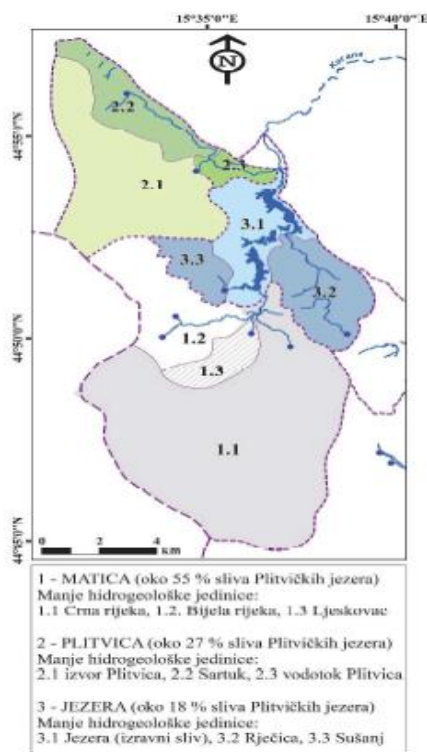 15°35'0"E
15°40'0"E
N
Korana
44°55'0"N
2.2
2.3
2.1
3.1
3.3
3.2
44°50'0"N
1.2
1.3
1.1
0 2 4
km
1 - MATICA (oko 55 % sliva Plitvičkih jezera)
Manje hidrogeološke jedinice:
1.1 Crna rijeka, 1.2. Bijela rijeka, 1.3 Ljeskovac
2 - PLITVICA (oko 27 % sliva Plitvičkih jezera)
Manje hidrogeološke jedinice:
2.1 izvor Plitvica, 2.2 Sartuk, 2.3 vodotok Plitvica
3 - JEZERA (oko 18 % sliva Plitvičkih jezera)
Manje hidrogeološke jedinice:
3.1 Jezera (izravni sliv), 3.2 Rječica, 3.3 Sušanj